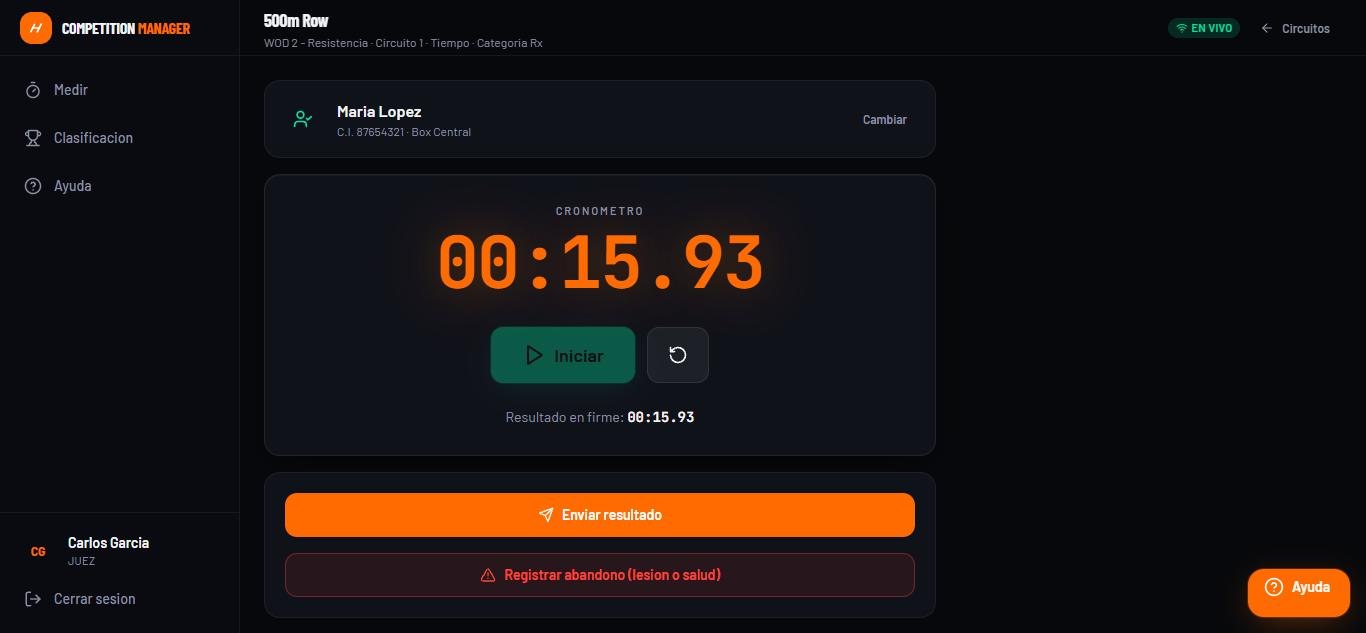 COMPETITION MANAGER
Medir
Clasificacion
Ayuda
Carlos Garcia
CG
JUEZ
Cerrar sesion
500m Row
WOD 2 - Resistencia · Circuito 1 · Tiempo · Categoria Rx
EN VIVO
Circuitos
Maria Lopez
C.I. 87654321 · Box Central
Cambiar
CRONOMETRO
00:15.93
Iniciar
Resultado en firme: 00:15.93
Enviar resultado
Registrar abandono (lesion o salud)
Ayuda